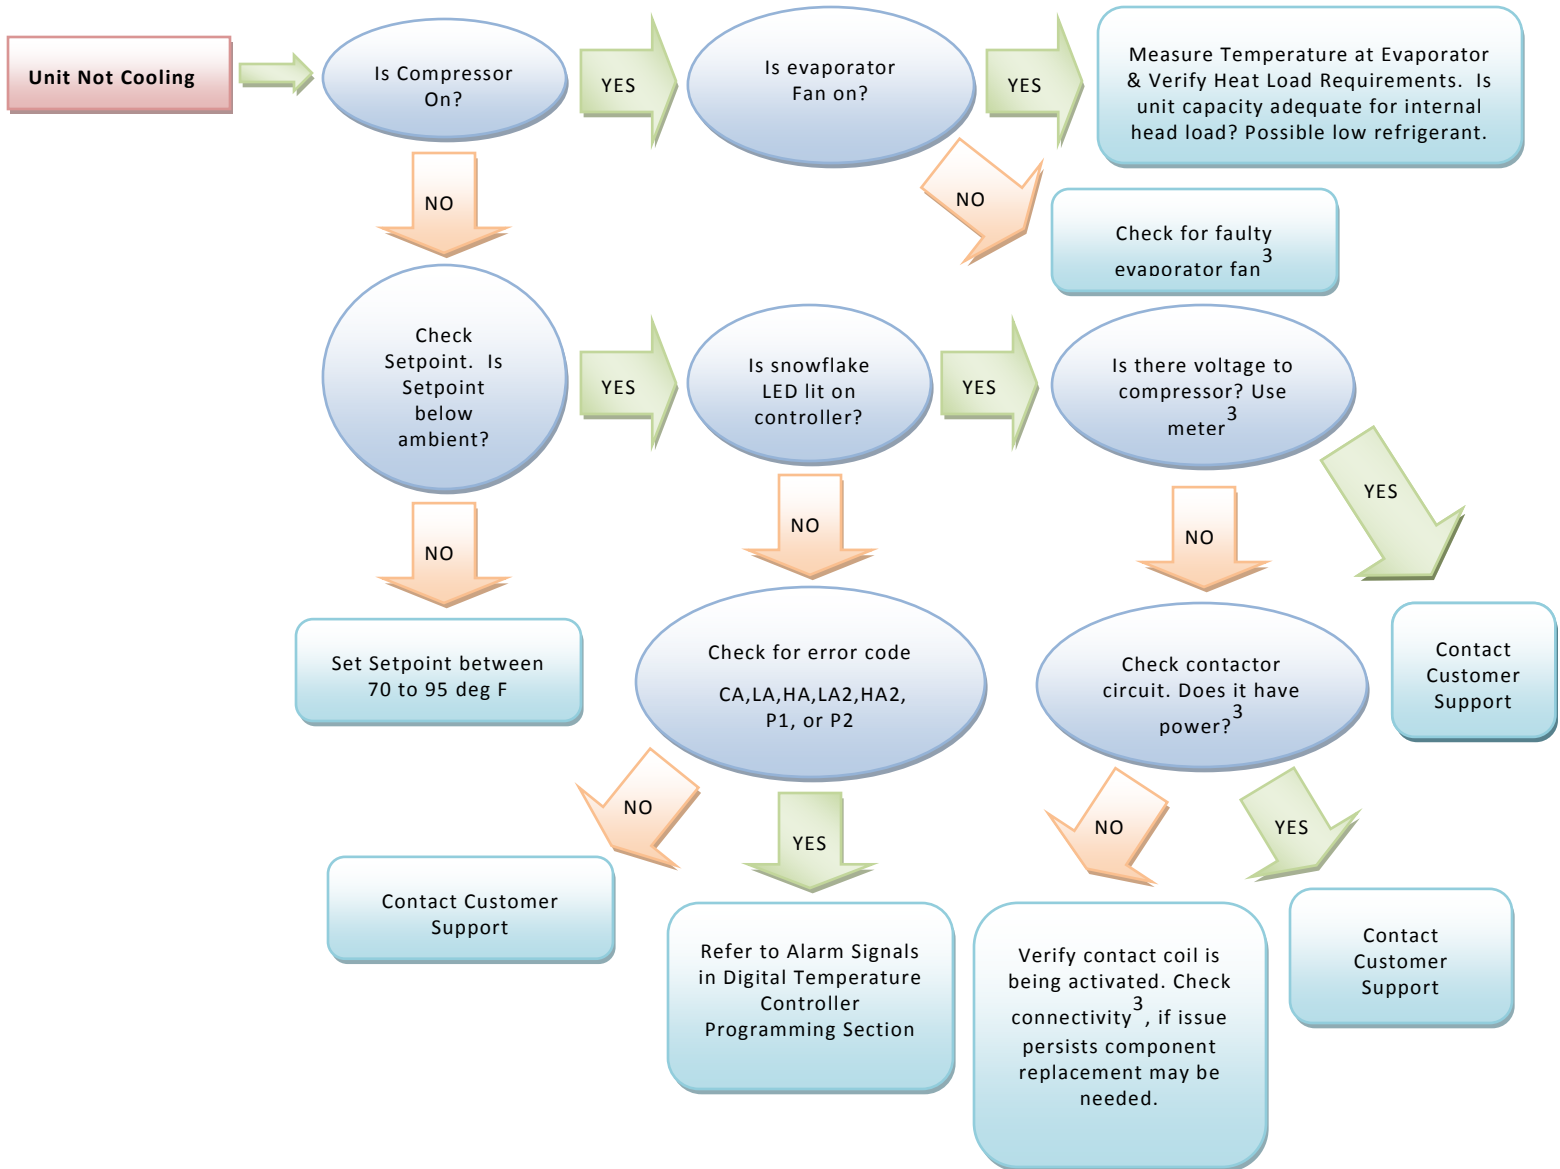 Unit Not Cooling
Is Compressor
On?
YES
Is evaporator
Fan on?
YES
Measure Temperature at Evaporator
& Verify Heat Load Requirements.  Is
unit capacity adequate for internal
head load? Possible low refrigerant.
NO
NO
Check for faulty
evaporator fan3
Check
Setpoint.  Is
Setpoint
below
ambient?
YES
Is snowflake
LED lit on
controller?
YES
Is there voltage to
compressor? Use
meter3
YES
NO
NO
NO
Set Setpoint between
70 to 95 deg F
Check for error code
CA,LA,HA,LA2,HA2,
P1, or P2
Check contactor
circuit. Does it have
power?3
Contact
Customer
Support
NO
YES
NO
YES
Contact Customer
Support
Refer to Alarm Signals
in Digital Temperature
Controller
Programming Section
Verify contact coil is
being activated. Check
connectivity3, if issue
persists component
replacement may be
needed.
Contact
Customer
Support